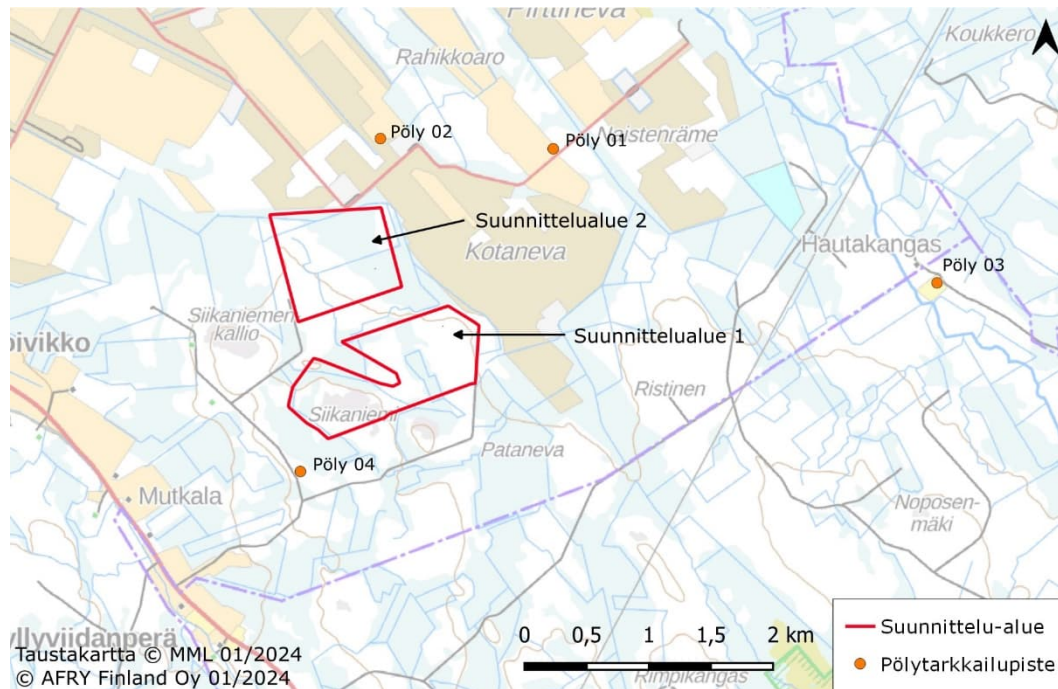 Pirttineva
Koukkero
Rahikkoaro
Pöly 02
Pöly 01
Naistenräme
Suunnittelualue 2
Kotaneva
Hautakangas
Pöly 03
Siikaniemen
kallio
Suunnittelualue 1
oivikko
Ristinen
Siikaniemi
Pataneva
Pöly 04
Mutkala
Noposen-
mäki
yllyviidanperä
0 0,5 1 1,5 2 km
Suunnittelu-alue
Pölytarkkailupiste
Taustakartta © MML 01/2024
© AFRY Finland Oy 01/2024
Rimpikangas